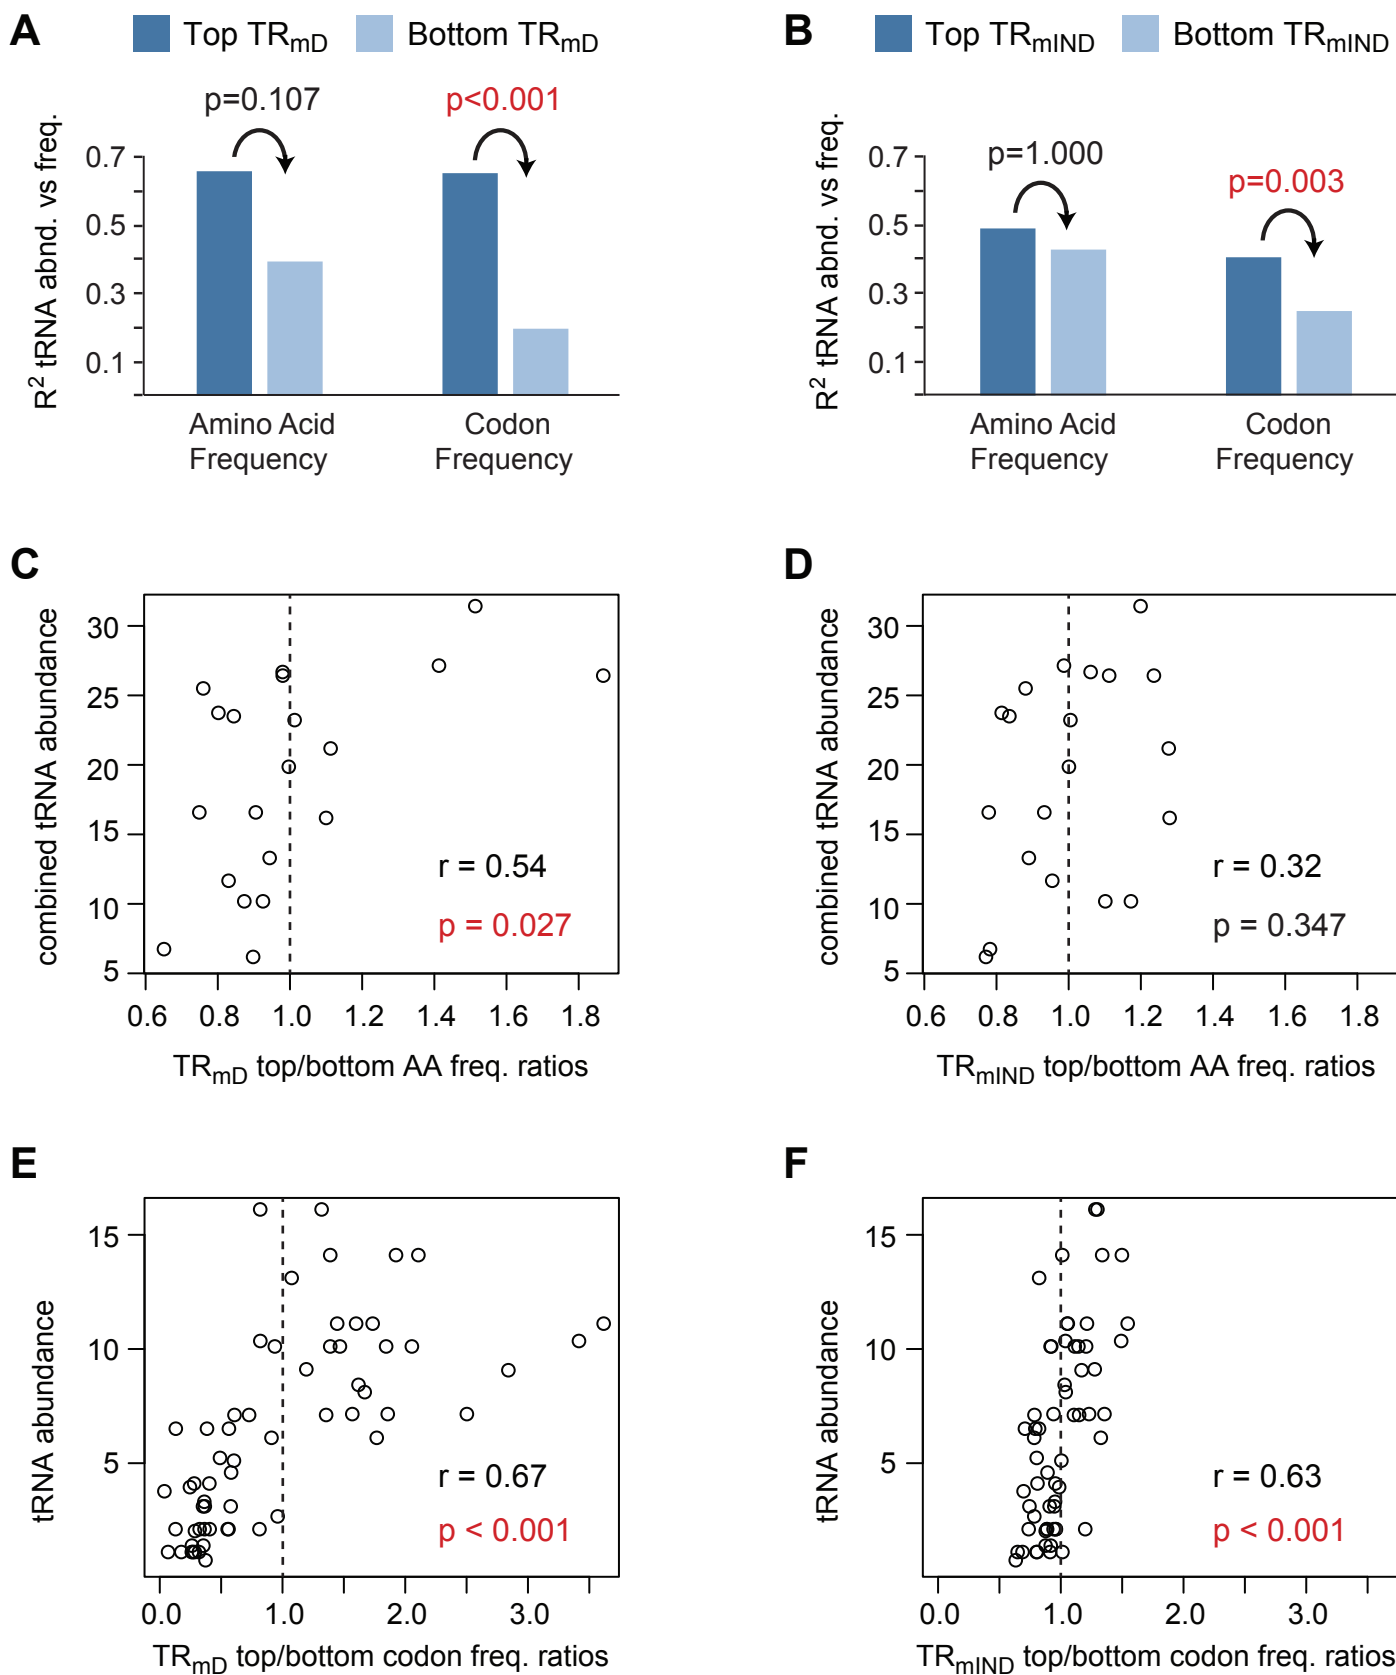 A
Top TRmD
Bottom TRmD
p=0.107
p<0.001
R² tRNA abnd. vs freq.
0.7
0.5
0.3
0.1
Amino Acid
Frequency
Codon
Frequency
B
Top TRmIND
Bottom TRmIND
p=1.000
p=0.003
R² tRNA abnd. vs freq.
0.7
0.5
0.3
0.1
Amino Acid
Frequency
Codon
Frequency
C
combined tRNA abundance
30
25
20
15
10
5
r = 0.54
p = 0.027
0.6 0.8 1.0 1.2 1.4 1.6 1.8
TRmD top/bottom AA freq. ratios
D
combined tRNA abundance
30
25
20
15
10
5
r = 0.32
p = 0.347
0.6 0.8 1.0 1.2 1.4 1.6 1.8
TRmIND top/bottom AA freq. ratios
E
tRNA abundance
15
10
5
r = 0.67
p < 0.001
0.0 1.0 2.0 3.0
TRmD top/bottom codon freq. ratios
F
tRNA abundance
15
10
5
r = 0.63
p < 0.001
0.0 1.0 2.0 3.0
TRmIND top/bottom codon freq. ratios